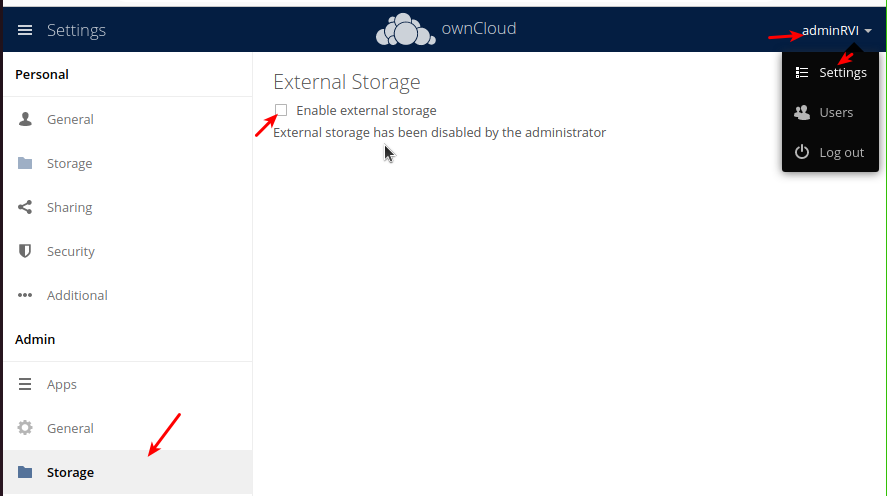 Settings
ownCloud
adminRVI
Settings
Users
Log out
Personal
General
Storage
Sharing
Security
Additional
Admin
Apps
General
Storage
External Storage
Enable external storage
External storage has been disabled by the administrator